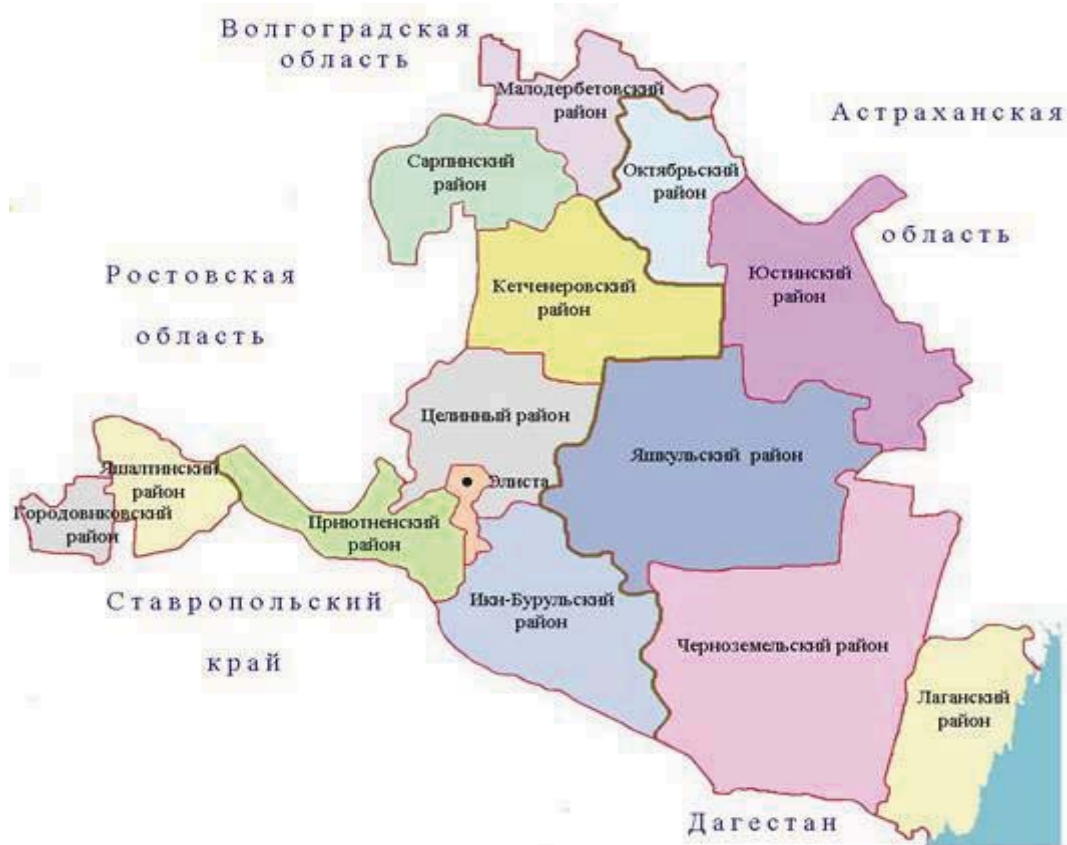 Волгоградская
область
Малодербетовский
район
Астраханская
область
Сарпинский
район
Октябрьский
район
Ростовская
область
Кетченеровский
район
Юстинский
район
Целинный район
Яшкульский район
Элиста
Яшалтинский
район
Городовиковский
район
Приютненский
район
Ставропольский
край
Ики-Бурульский
район
Черноземельский район
Лаганский
район
Дагестан